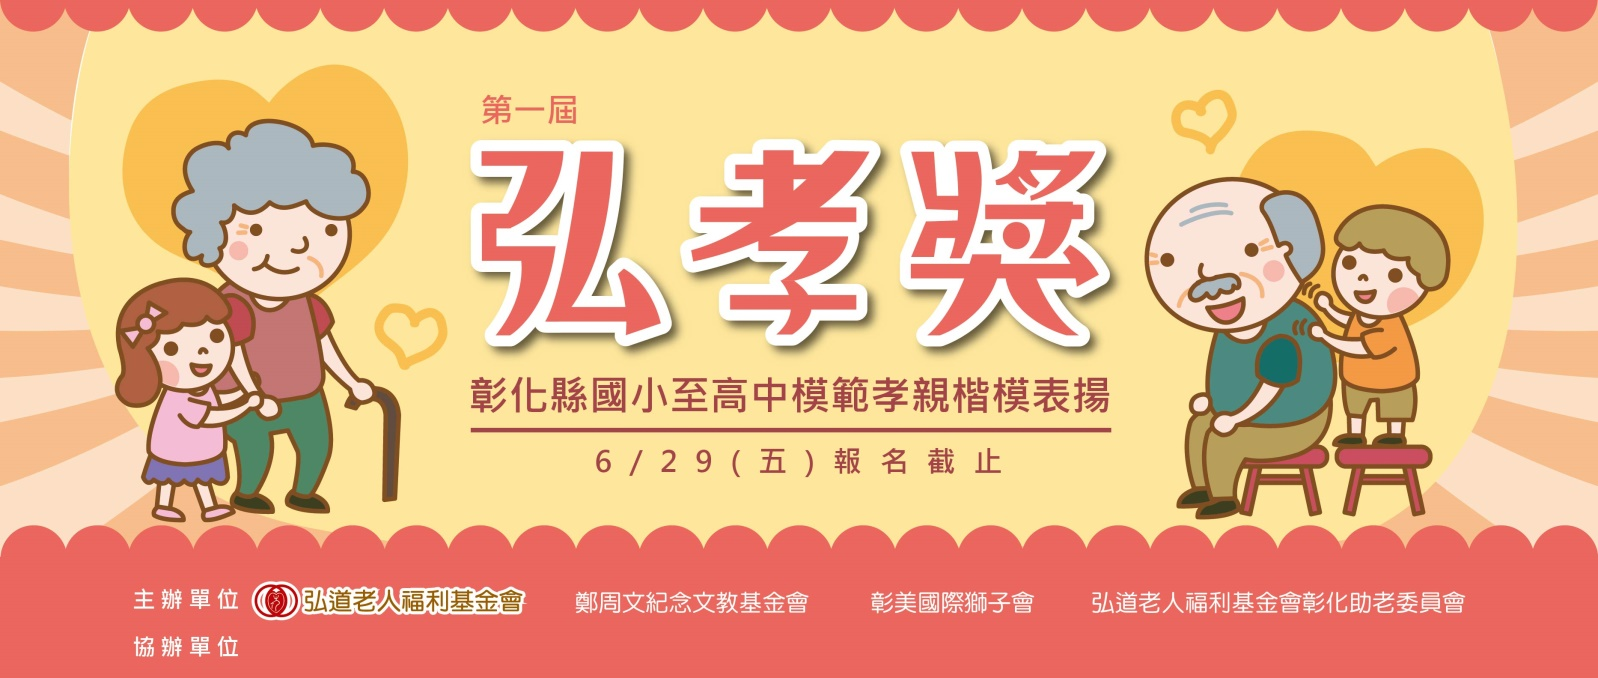 第一屆
弘孝獎
彰化縣國小至高中模範孝親楷模表揚
6/29(五)報名截止
主辦單位 弘道老人福利基金會 鄭周文紀念文教基金會 彰美國際獅子會 弘道老人福利基金會彰化助老委員會
協辦單位